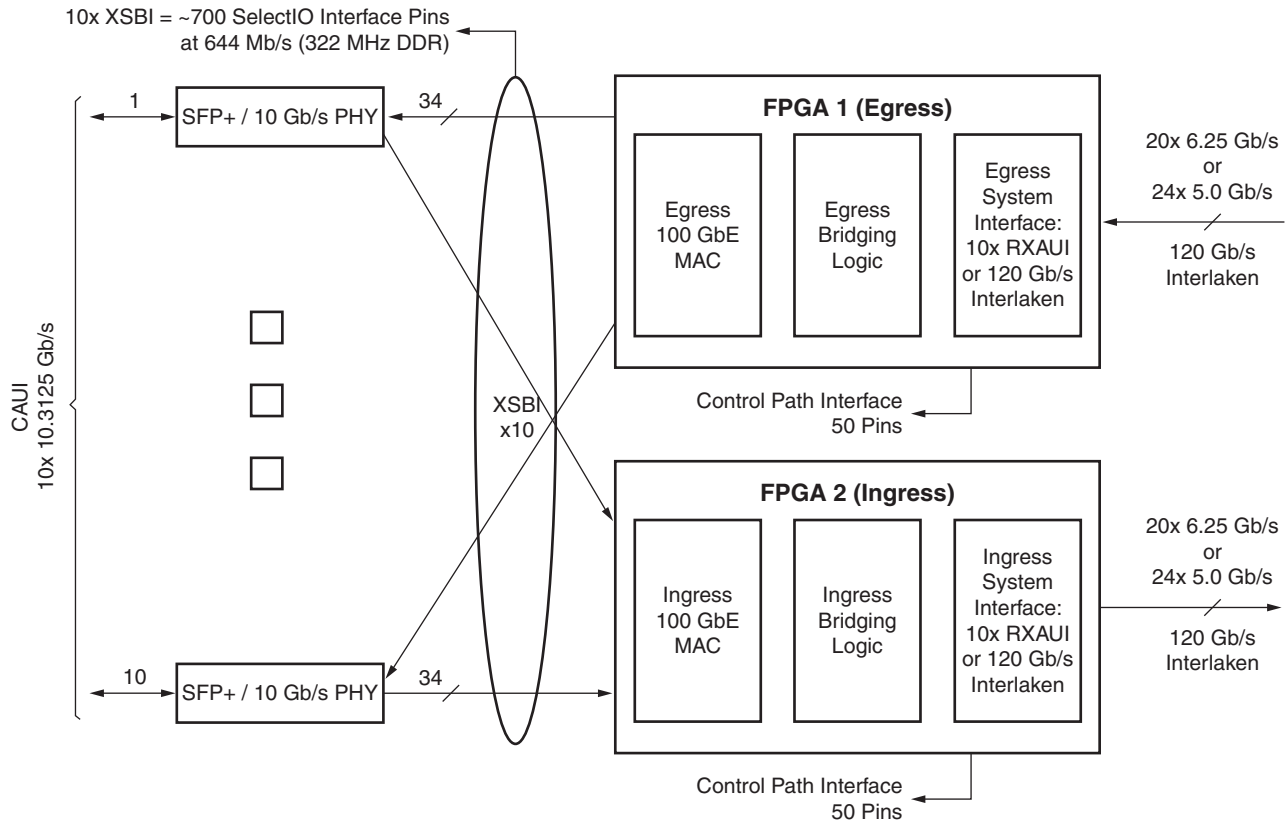 10x XSBI = ~700 SelectIO Interface Pins
at 644 Mb/s (322 MHz DDR)
1
SFP+ / 10 Gb/s PHY
34
FPGA 1 (Egress)
Egress
100 GbE
MAC
Egress
Bridging
Logic
Egress
System
Interface:
10x RXAUI
or 120 Gb/s
Interlaken
20x 6.25 Gb/s
or
24x 5.0 Gb/s
120 Gb/s
Interlaken
Control Path Interface
50 Pins
CAUI
10x 10.3125 Gb/s
XSBI
x10
FPGA 2 (Ingress)
Ingress
100 GbE
MAC
Ingress
Bridging
Logic
Ingress
System
Interface:
10x RXAUI
or 120 Gb/s
Interlaken
20x 6.25 Gb/s
or
24x 5.0 Gb/s
120 Gb/s
Interlaken
10
SFP+ / 10 Gb/s PHY
34
Control Path Interface
50 Pins